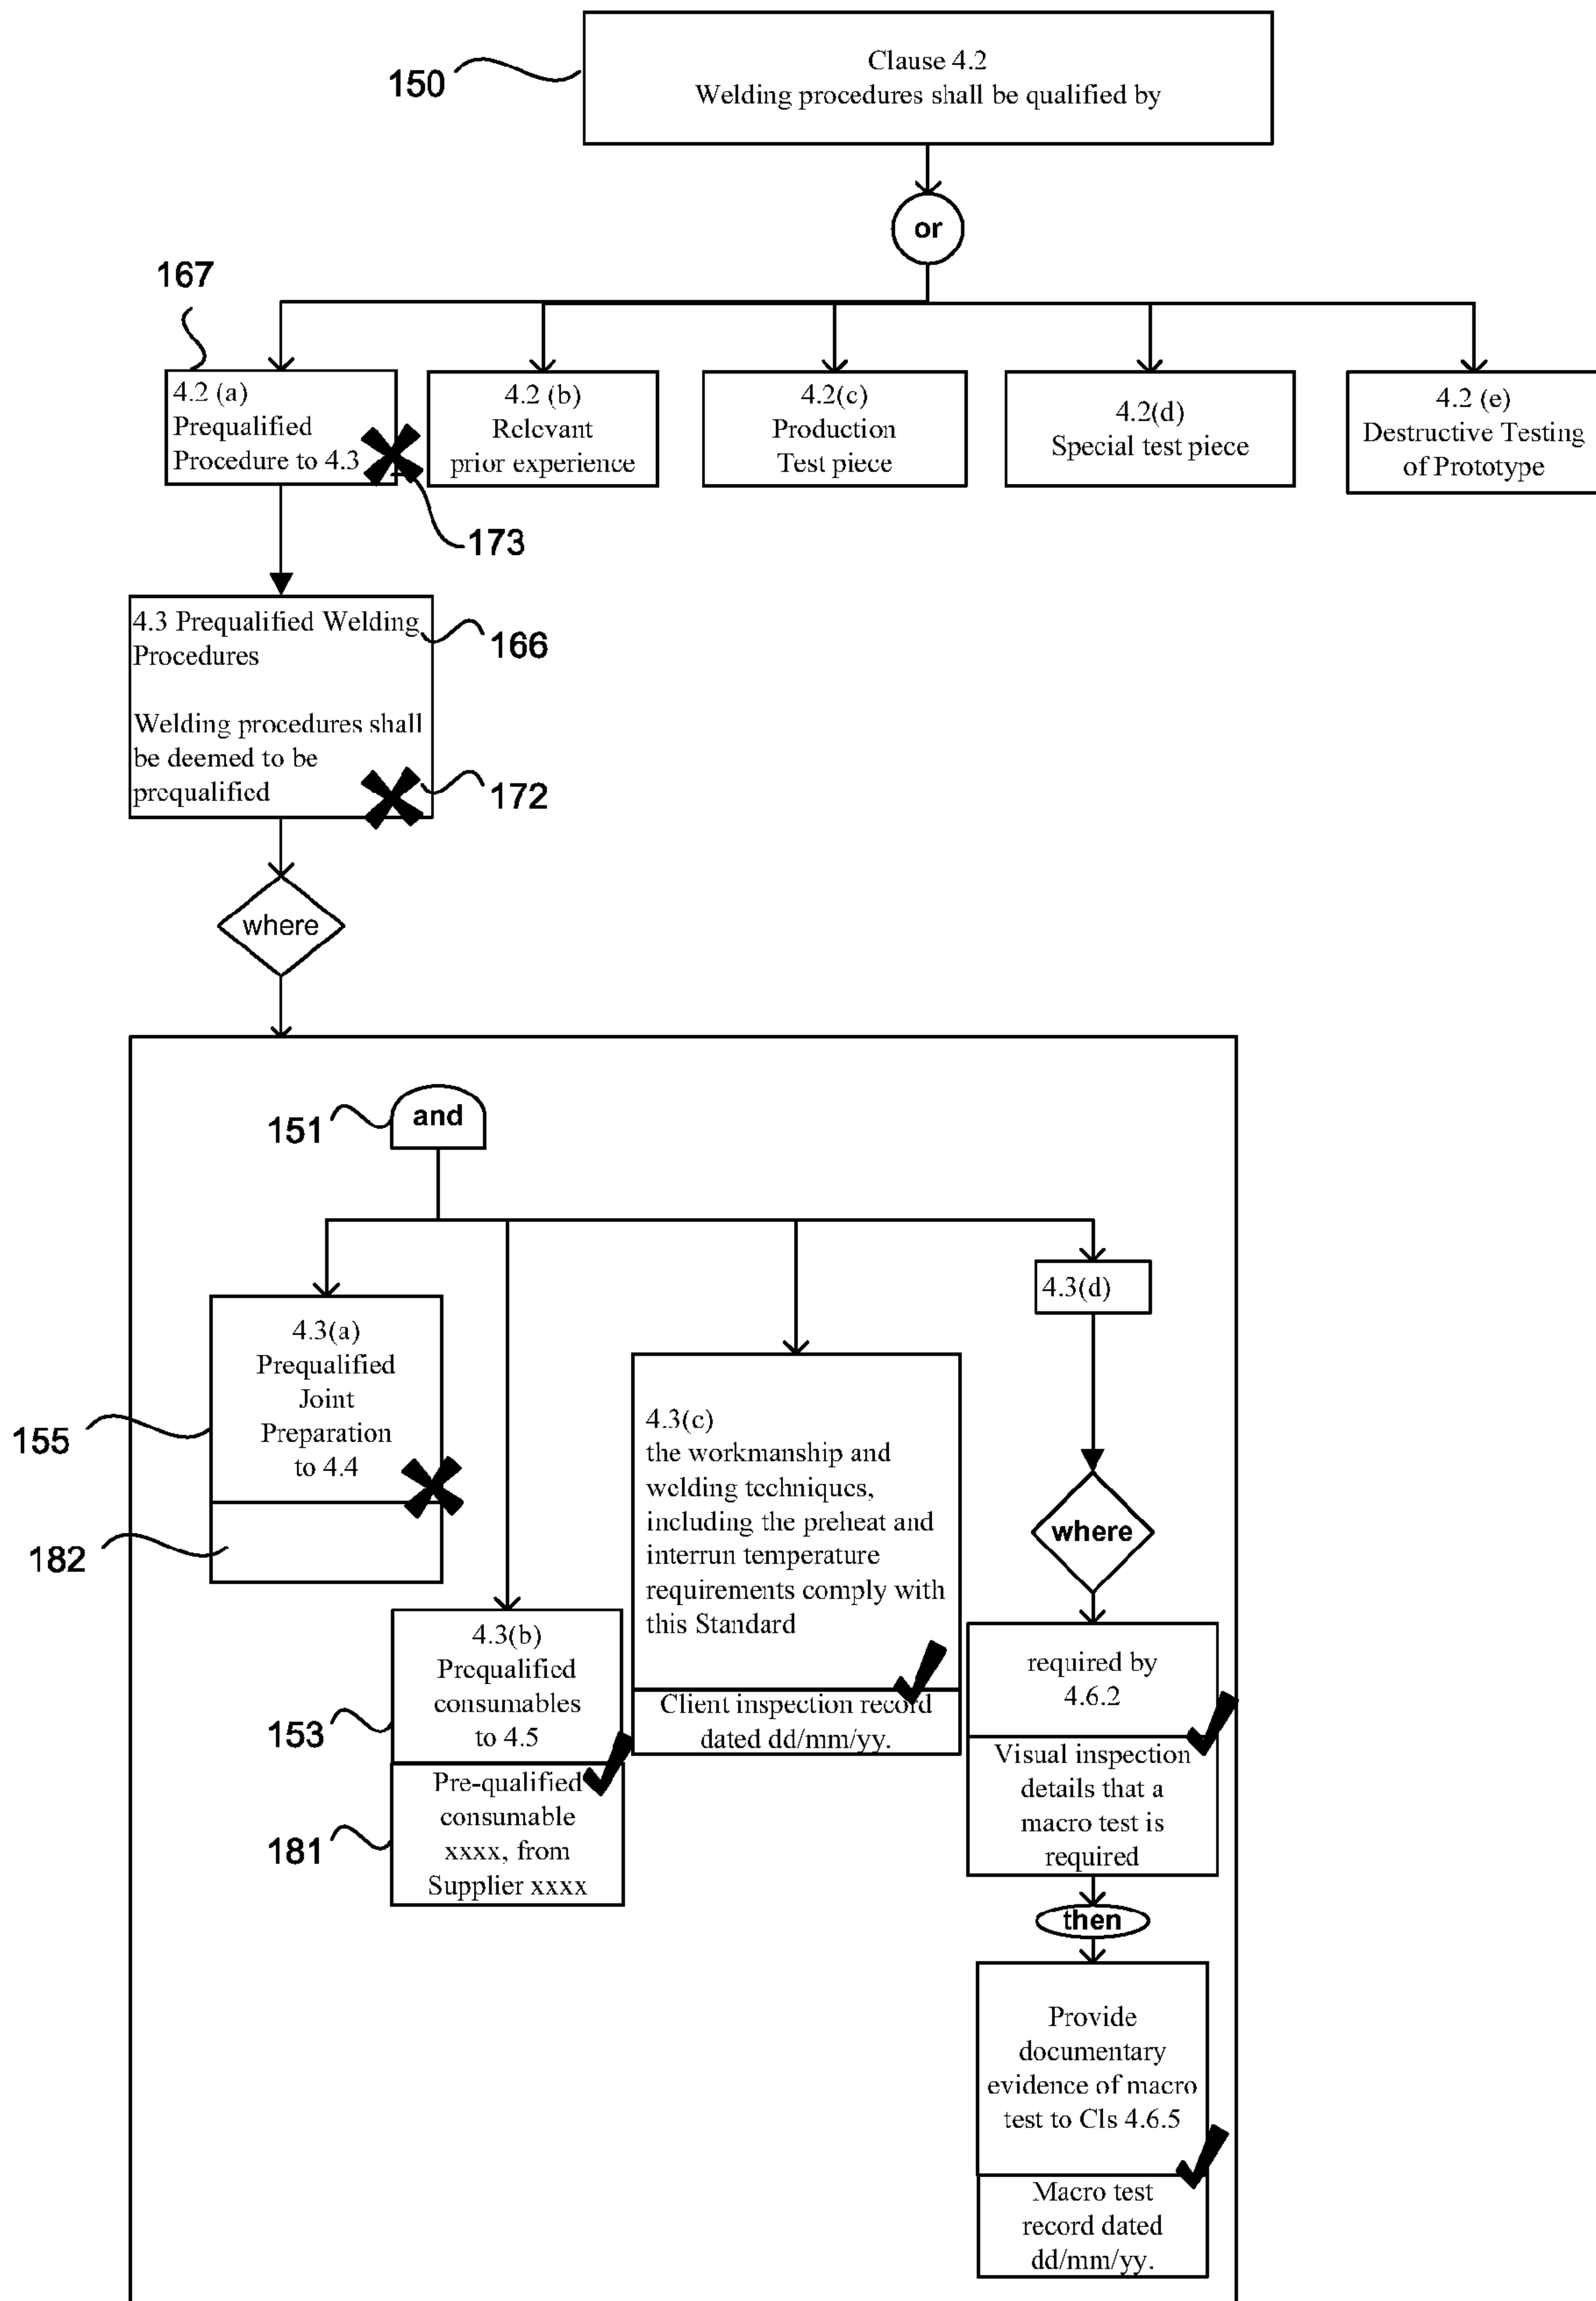 Clause 4.2
Welding procedures shall be qualified by
150
or
167
4.2 (a)
Prequalified
Procedure to 4.3
4.2 (b)
Relevant
prior experience
4.2(c)
Production
Test piece
4.2(d)
Special test piece
4.2 (e)
Destructive Testing
of Prototype
173
4.3 Prequalified Welding
Procedures
Welding procedures shall
be deemed to be
prequalified
166
172
where
151
and
4.3(a)
Prequalified
Joint
Preparation
to 4.4
155
182
4.3(b)
Prequalified
consumables
to 4.5
153
Pre-qualified
consumable
xxxx, from
Supplier xxxx
181
4.3(c)
the workmanship and
welding techniques,
including the preheat and
interrun temperature
requirements comply with
this Standard
Client inspection record
dated dd/mm/yy.
4.3(d)
where
required by
4.6.2
Visual inspection
details that a
macro test is
required
then
Provide
documentary
evidence of macro
test to Cls 4.6.5
Macro test
record dated
dd/mm/yy.